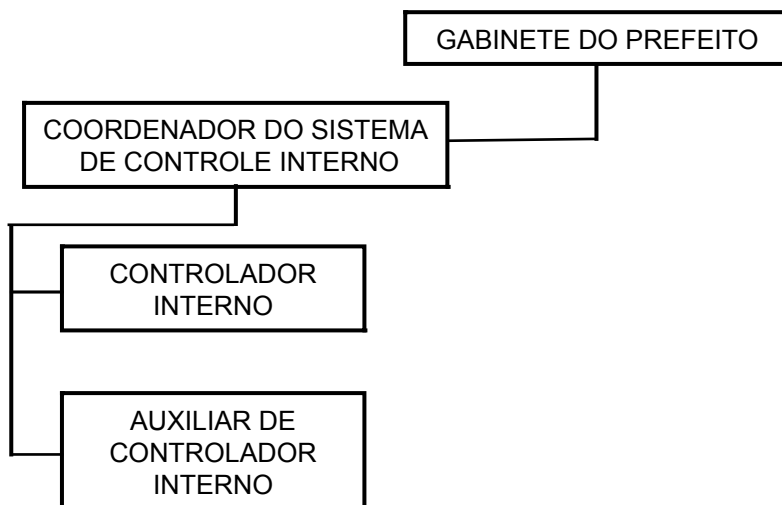 GABINETE DO PREFEITO
COORDENADOR DO SISTEMA
DE CONTROLE INTERNO
CONTROLADOR
INTERNO
AUXILIAR DE
CONTROLADOR
INTERNO